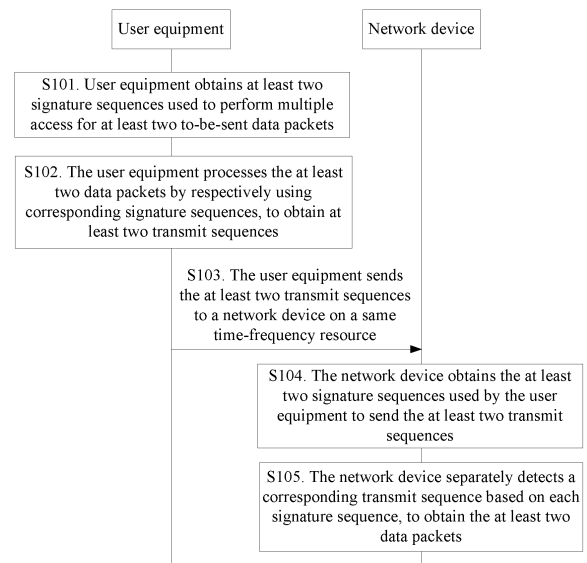 User equipment
Network device
S101. User equipment obtains at least two
signature sequences used to perform multiple
access for at least two to-be-sent data packets
S102. The user equipment processes the at least
two data packets by respectively using
corresponding signature sequences, to obtain at
least two transmit sequences
S103. The user equipment sends
the at least two transmit sequences
to a network device on a same
time-frequency resource
S104. The network device obtains the at least
two signature sequences used by the user
equipment to send the at least two transmit
sequences
S105. The network device separately detects a
corresponding transmit sequence based on each
signature sequence, to obtain the at least two
data packets